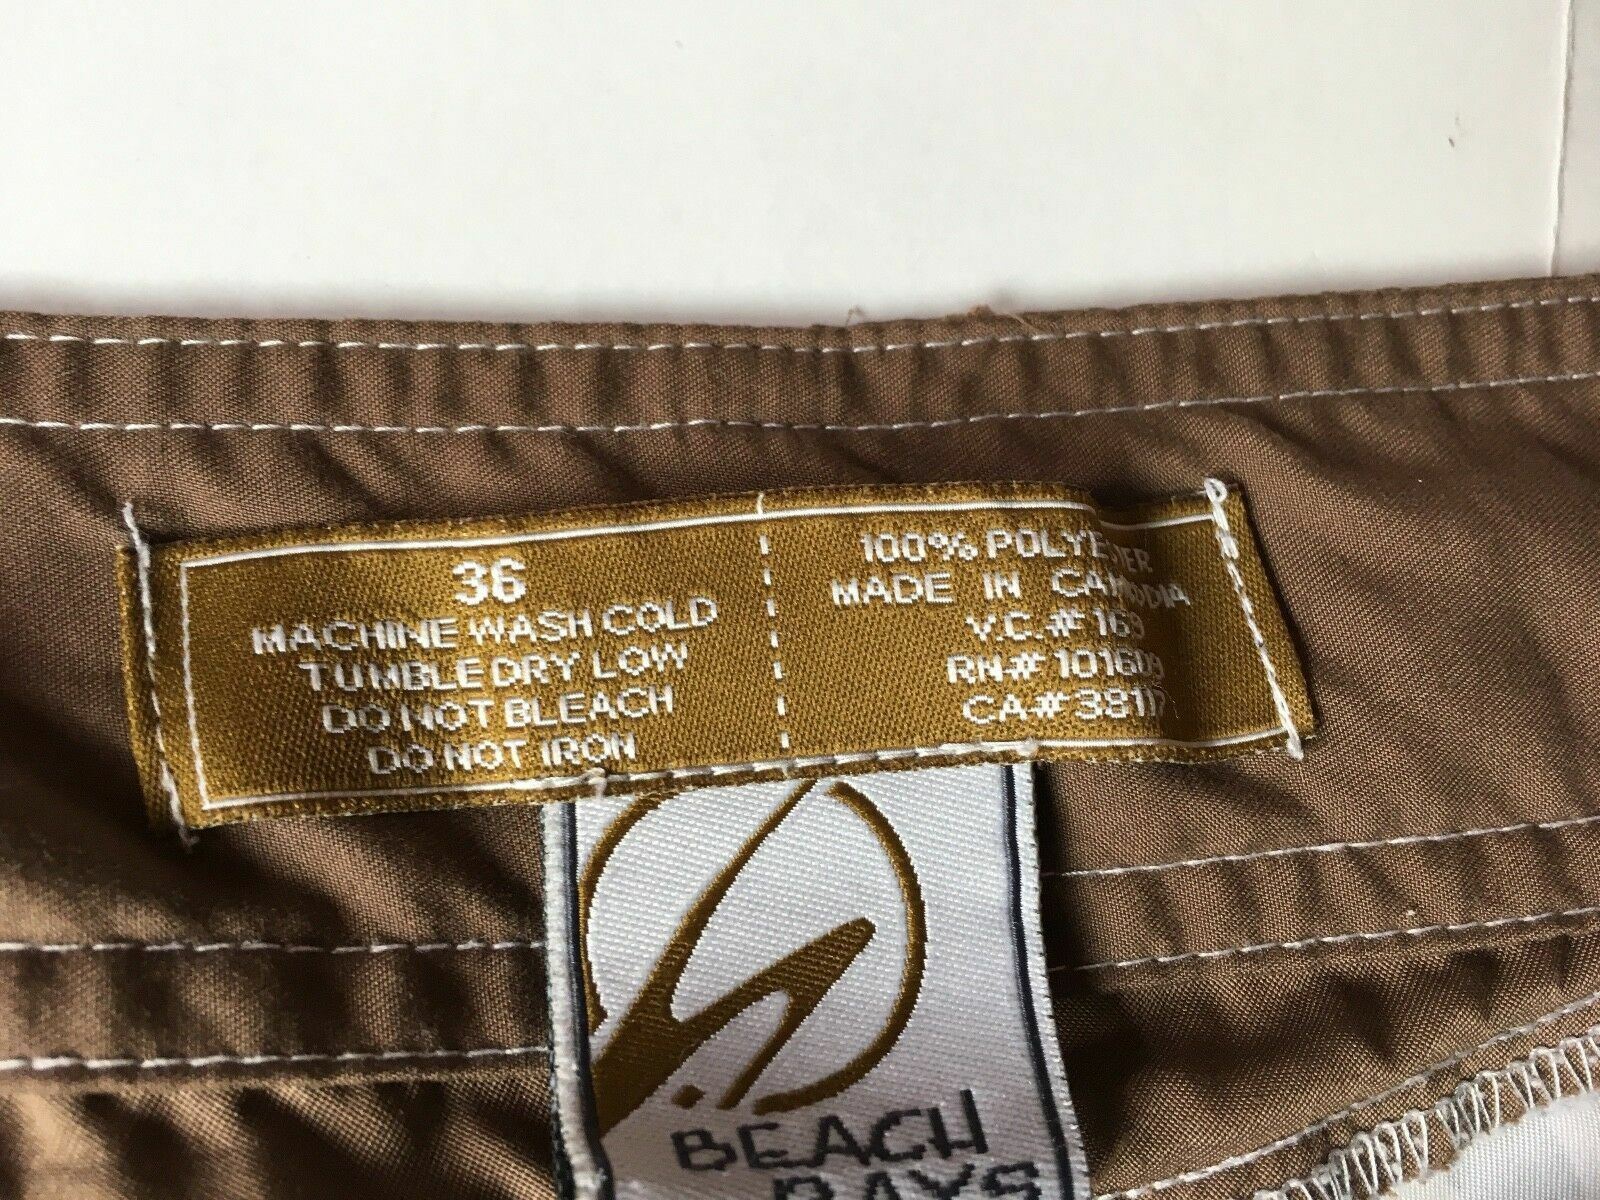 36
MACHINE WASH COLD
TUMBLE DRY LOW
DO NOT BLEACH
DO NOT IRON
100% POLYESTER
MADE IN CAMBODIA
V.C.# 169
RN# 101609
CA# 38117
BEACH
RAYS